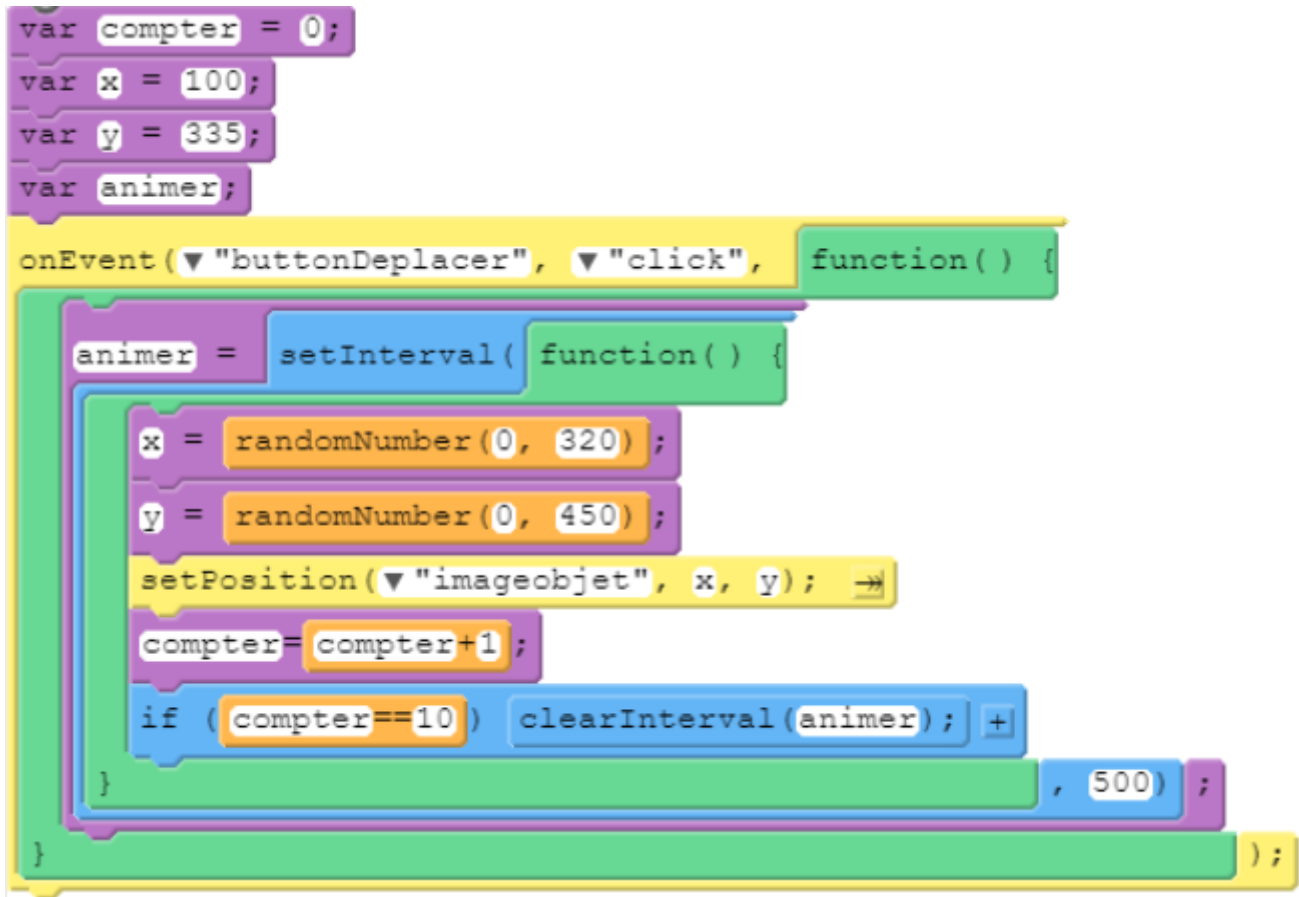 var compter = 0;
var x = 100;
var y = 335;
var animer;
onEvent(▼"buttonDeplacer", ▼"click", function( ) {
animer = setInterval( function( ) {
x = randomNumber(0, 320);
y = randomNumber(0, 450);
setPosition(▼"imageobjet", x, y); ↠
compter=compter+1;
if (compter==10) clearInterval(animer); +
} , 500) ;
} );